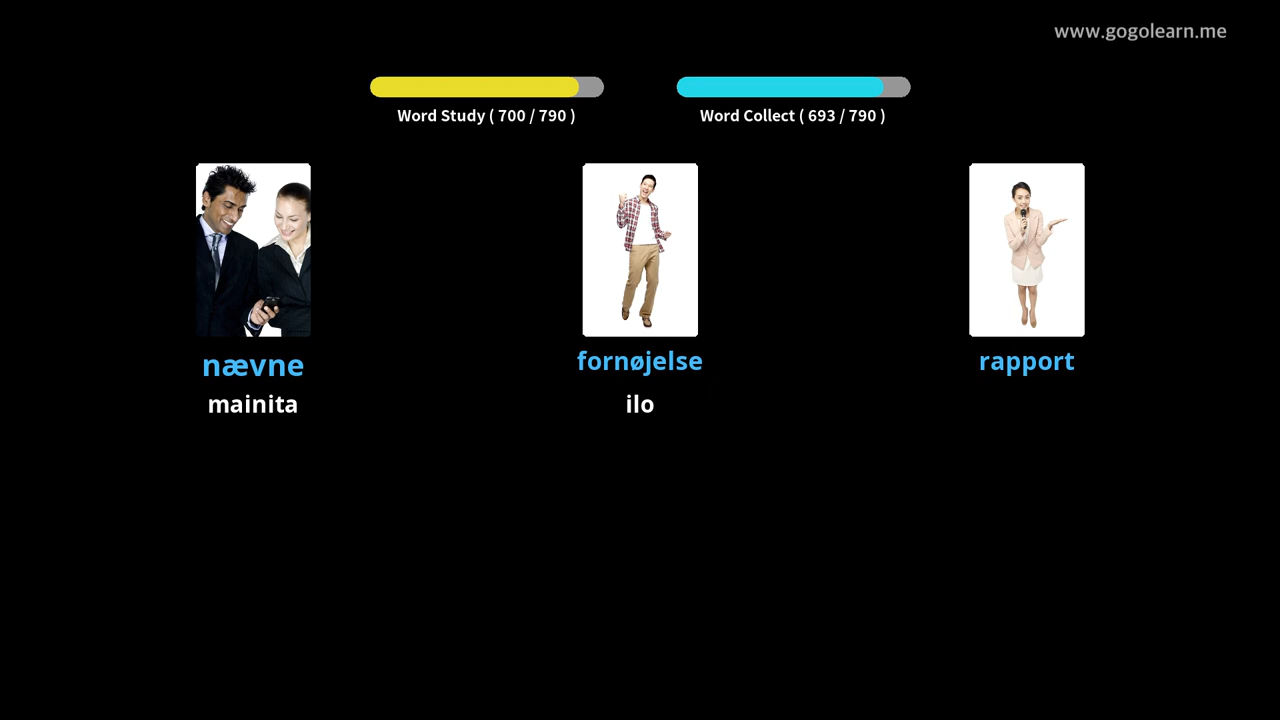 www.gogolearn.me
Word Study ( 700 / 790 )
Word Collect ( 693 / 790 )
nævne
fornøjelse
rapport
mainita
ilo